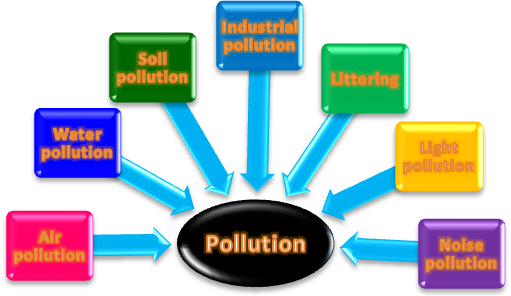 Industrial
pollution
Soil
pollution
Littering
Water
pollution
Light
pollution
Air
pollution
Pollution
Noise
pollution